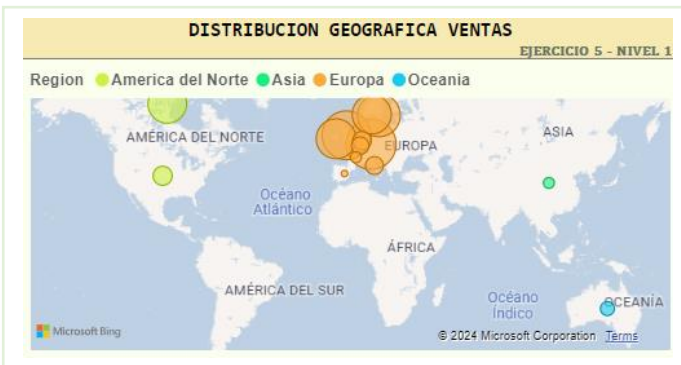 DISTRIBUCION GEOGRAFICA VENTAS
EJERCICIO 5 - NIVEL 1
Region America del Norte Asia Europa Oceania
AMÉRICA DEL NORTE
EUROPA
ASIA
Océano
Atlántico
ÁFRICA
AMÉRICA DEL SUR
Océano
Índico
OCEANÍA
Microsoft Bing
© 2024 Microsoft Corporation Terms